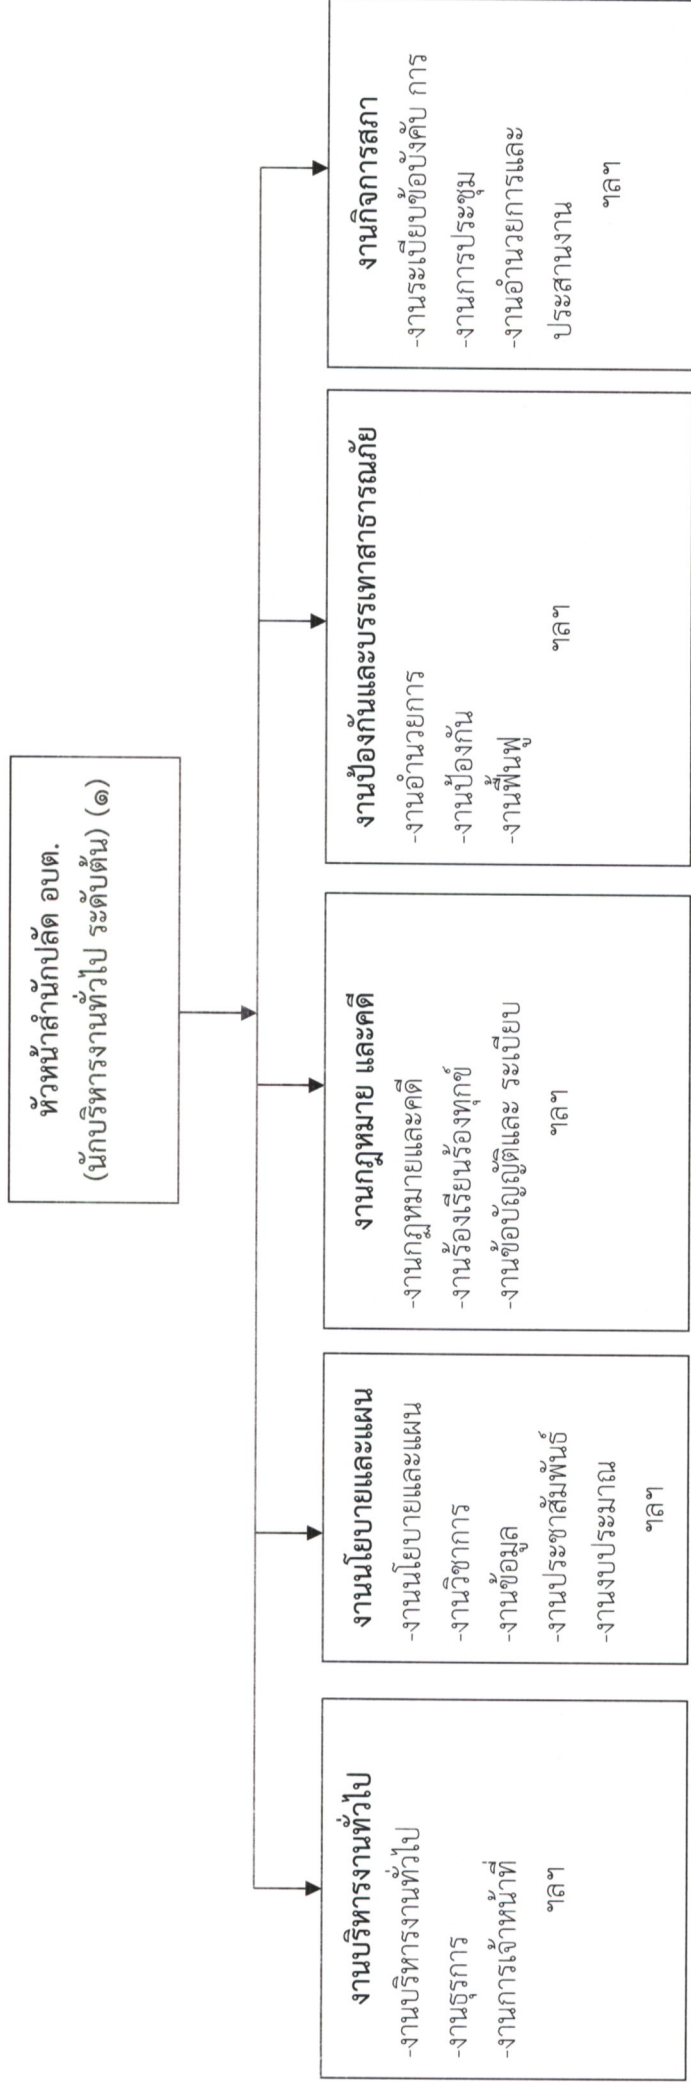 หัวหน้าสำนักปลัด อบต.
(นักบริหารงานทั่วไป ระดับต้น) (๑)
งานบริหารงานทั่วไป
-งานบริหารงานทั่วไป
-งานธุรการ
-งานการเจ้าหน้าที่
ฯลฯ
งานนโยบายและแผน
-งานนโยบายและแผน
-งานวิชาการ
-งานข้อมูล
-งานประชาสัมพันธ์
-งานงบประมาณ
ฯลฯ
งานกฎหมาย และคดี
-งานกฎหมายและคดี
-งานร้องเรียนร้องทุกข์
-งานข้อบัญญัติและ ระเบียบ
ฯลฯ
งานป้องกันและบรรเทาสาธารณภัย
-งานอำนวยการ
-งานป้องกัน
-งานฟื้นฟู
ฯลฯ
งานกิจการสภา
-งานระเบียบข้อบังคับ การ
-งานการประชุม
-งานอำนวยการและ
ประสานงาน
ฯลฯ